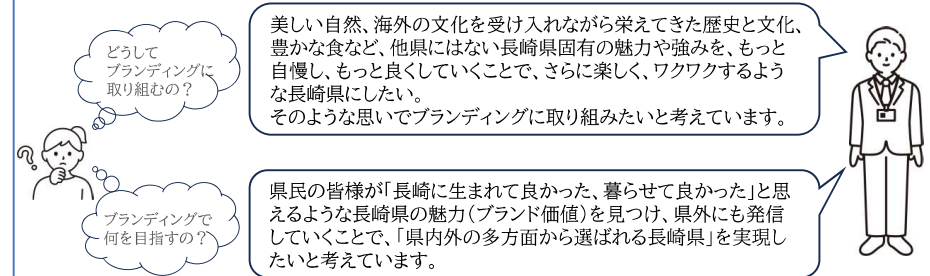 どうして
ブランディングに
取り組むの？
美しい自然、海外の文化を受け入れながら栄えてきた歴史と文化、
豊かな食など、他県にはない長崎県固有の魅力や強みを、もっと
自慢し、もっと良くしていくことで、さらに楽しく、ワクワクするよう
な長崎県にしたい。
そのような思いでブランディングに取り組みたいと考えています。
?
ブランディングで
何を目指すの？
県民の皆様が「長崎に生まれて良かった、暮らせて良かった」と思
えるような長崎県の魅力（ブランド価値）を見つけ、県外にも発信
していくことで、「県内外の多方面から選ばれる長崎県」を実現し
たいと考えています。